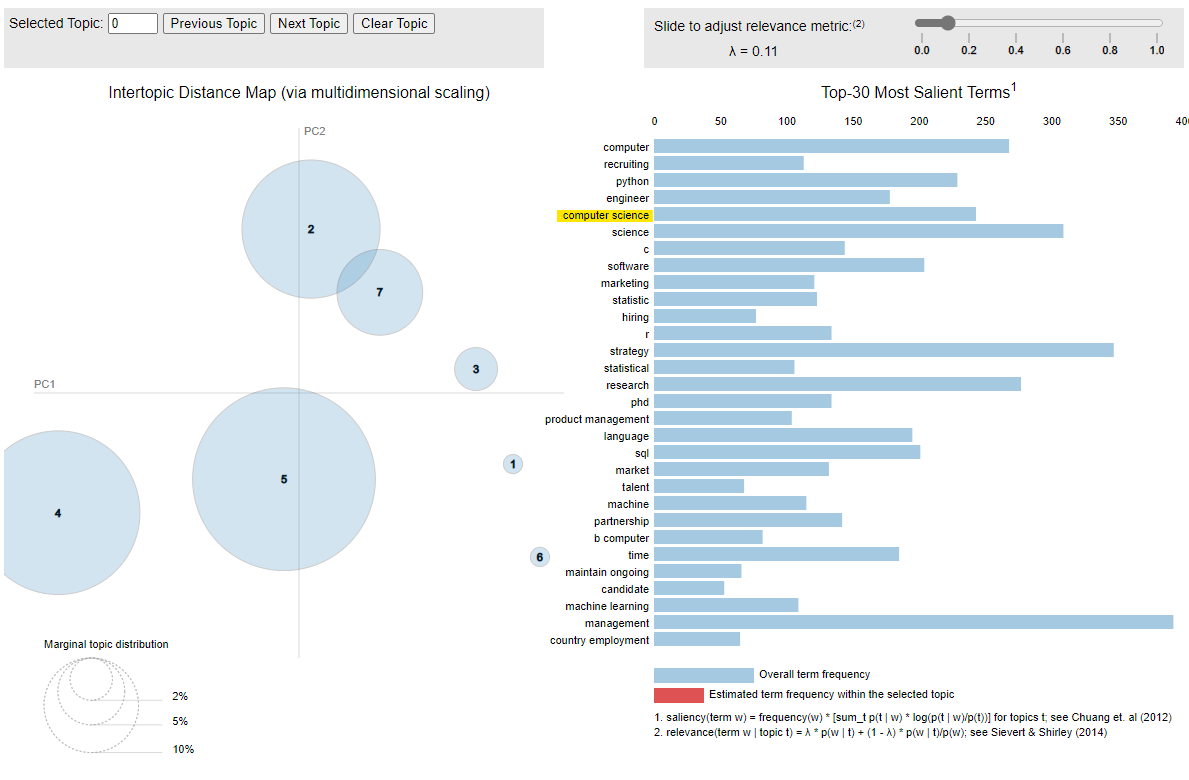 Selected Topic: 0 Previous Topic Next Topic Clear Topic
Slide to adjust relevance metric:(2)
λ = 0.11
0.0 0.2 0.4 0.6 0.8 1.0
Intertopic Distance Map (via multidimensional scaling)
PC2
PC1
2
7
3
5
1
4
6
Marginal topic distribution
2%
5%
10%
Top-30 Most Salient Terms1
0 50 100 150 200 250 300 350 40
computer
recruiting
python
engineer
computer science
science
c
software
marketing
statistic
hiring
r
strategy
statistical
research
phd
product management
language
sql
market
talent
machine
partnership
b computer
time
maintain ongoing
candidate
machine learning
management
country employment
Overall term frequency
Estimated term frequency within the selected topic
1. saliency(term w) = frequency(w) * [sum_t p(t | w) * log(p(t | w)/p(t))] for topics t; see Chuang et. al (2012)
2. relevance(term w | topic t) = λ * p(w | t) + (1 - λ) * p(w | t)/p(w); see Sievert & Shirley (2014)